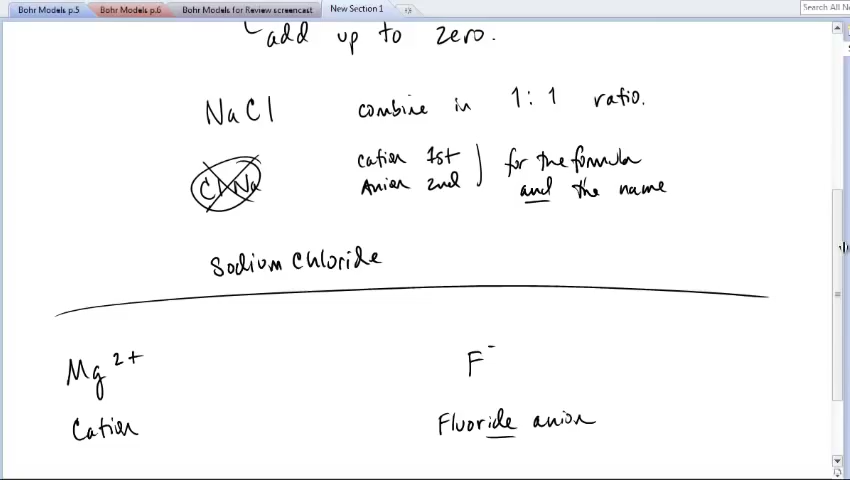 Bohr Models p.5 Bohr Models p.6 Bohr Models for Review screencast New Section 1 Search All No
add up to zero.
NaCl combine in 1:1 ratio.
ClNa cation 1st for the formula
Anion 2nd and the name
Sodium Chloride
Mg2+ F-
Cation Fluoride anion